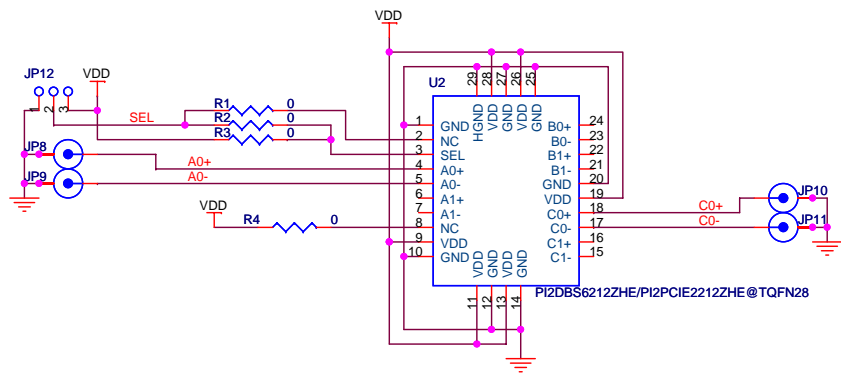 VDD
JP12
VDD
1
2
3
SEL
R1
0
R2
0
R3
0
JP8
JP9
A0+
A0-
VDD
R4
0
U2
29
28
27
26
25
HGND
VDD
GND
VDD
GND
1
GND
2
NC
3
SEL
4
A0+
5
A0-
6
A1+
7
A1-
8
NC
9
VDD
10
GND
B0+
24
B0-
23
B1+
22
B1-
21
GND
20
VDD
19
C0+
18
C0-
17
C1+
16
C1-
15
VDD
GND
VDD
GND
11
12
13
14
C0+
C0-
JP10
JP11
PI2DBS6212ZHE/PI2PCIE2212ZHE@TQFN28